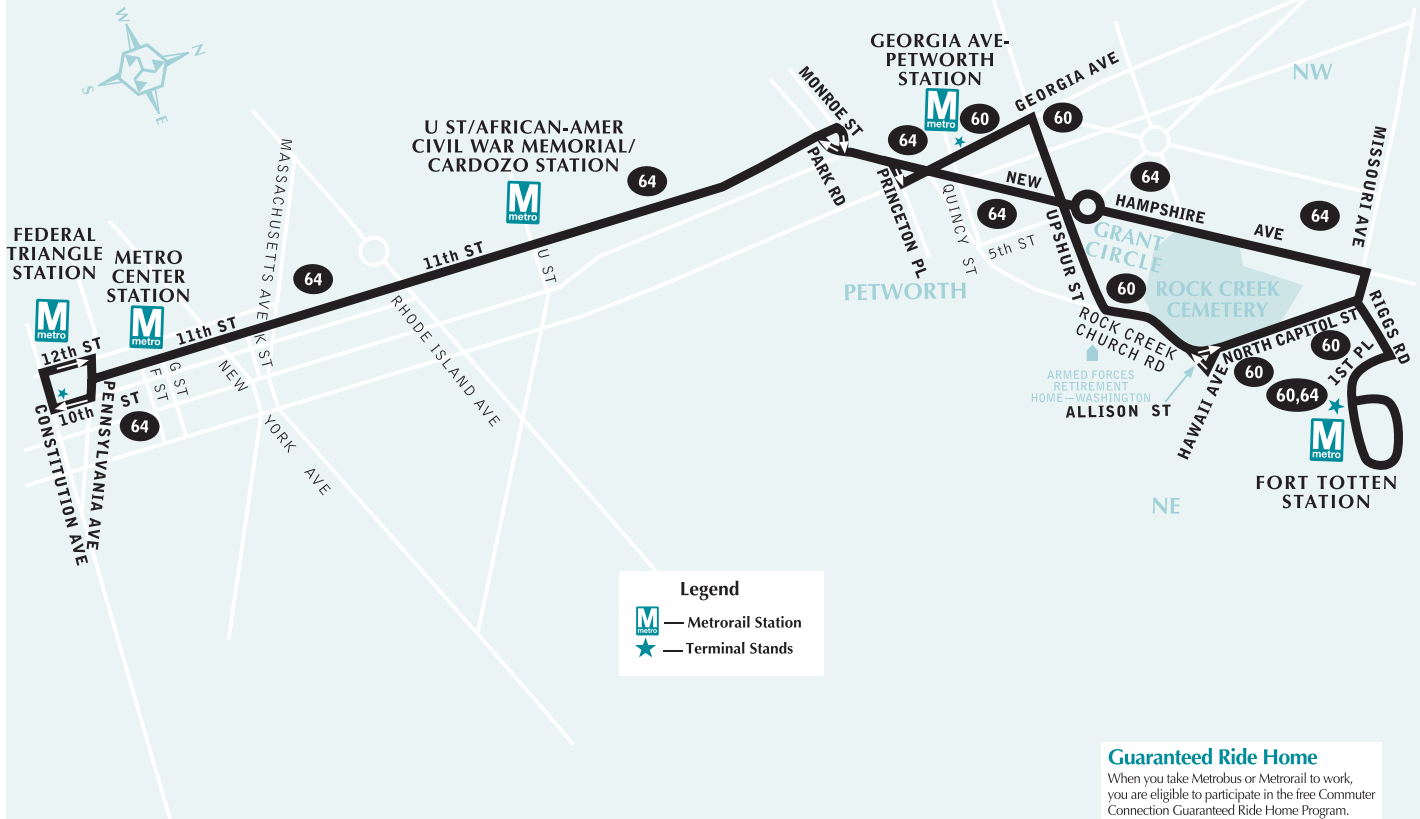 W
N
S
E
GEORGIA AVE-
PETWORTH
STATION
M
metro
60
GEORGIA AVE
60
NW
MONROE ST
64
PARK RD
PRINCETON PL
QUINCY ST
NEW
HAMPSHIRE
AVE
64
64
64
MISSOURI AVE
5th ST
UPSHUR ST
GRANT
CIRCLE
ROCK CREEK
CEMETERY
PETWORTH
60
ROCK CREEK
CHURCH RD
NORTH CAPITOL ST
RIGGS RD
60
1ST PL
60
60,64
ARMED FORCES
RETIREMENT
HOME—WASHINGTON
ALLISON ST
HAWAII AVE
M
metro
FORT TOTTEN
STATION
NE
U ST/AFRICAN-AMER
CIVIL WAR MEMORIAL/
CARDOZO STATION
M
metro
64
MASSACHUSETTS AVE
11th ST
U ST
64
RHODE ISLAND AVE
FEDERAL
TRIANGLE
STATION
M
metro
METRO
CENTER
STATION
M
metro
11th ST
K ST
12th ST
G ST
F ST
NEW
YORK AVE
10th ST
64
CONSTITUTION AVE
PENNSYLVANIA AVE
Legend
M
metro
— Metrorail Station
— Terminal Stands
Guaranteed Ride Home
When you take Metrobus or Metrorail to work,
you are eligible to participate in the free Commuter
Connection Guaranteed Ride Home Program.